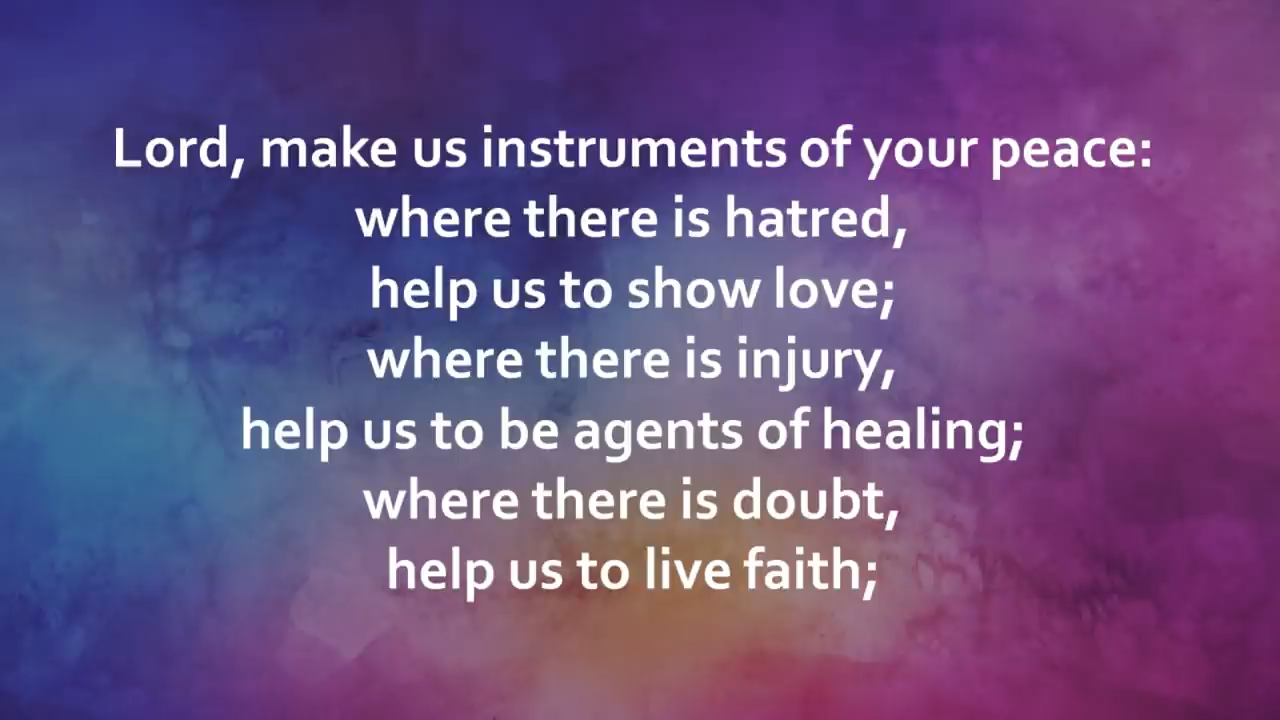 Lord, make us instruments of your peace:
where there is hatred,
help us to show love;
where there is injury,
help us to be agents of healing;
where there is doubt,
help us to live faith;